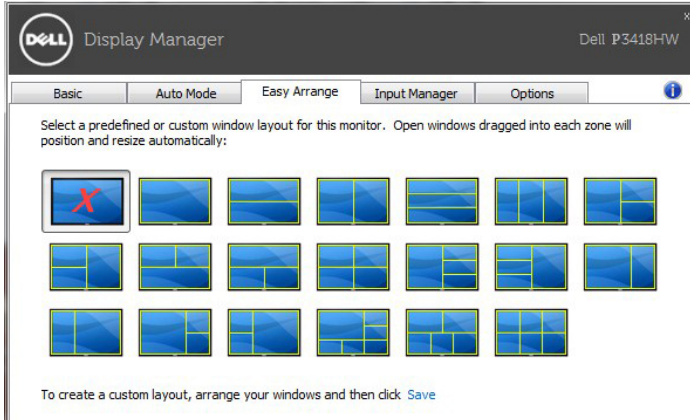 DELL Display Manager Dell P3418HW
x
Basic Auto Mode Easy Arrange Input Manager Options i
Select a predefined or custom window layout for this monitor. Open windows dragged into each zone will
position and resize automatically:
X
To create a custom layout, arrange your windows and then click Save